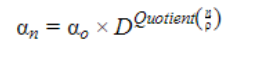 αₙ = αₒ × D^Quotient(n/ρ)